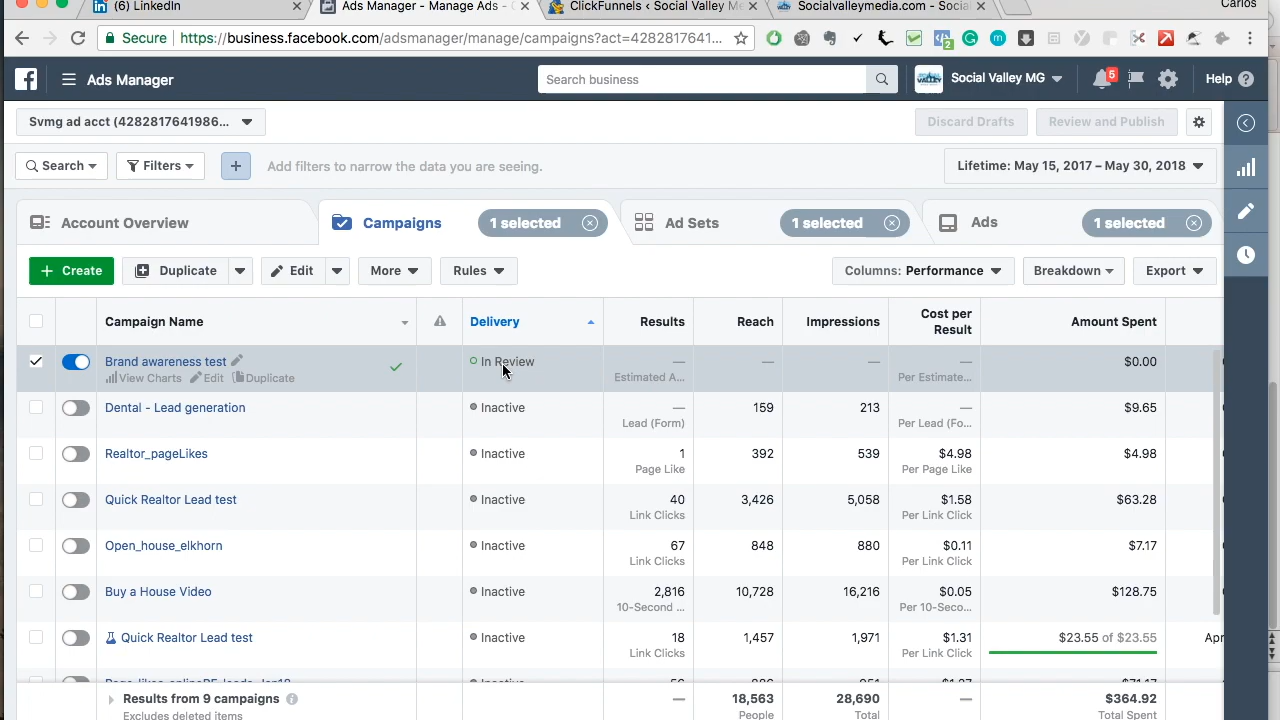 (6) LinkedIn
Ads Manager - Manage Ads -
ClickFunnels ‹ Social Valley Me
Socialvalleymedia.com - Social
Carlos
Secure
https://business.facebook.com/adsmanager/manage/campaigns?act=4282817641...
2
Ads Manager
Search business
Social Valley MG
5
Help
Svmg ad acct (4282817641986...
Discard Drafts
Review and Publish
Search
Filters
Add filters to narrow the data you are seeing.
Lifetime: May 15, 2017 – May 30, 2018
Account Overview
Campaigns
1 selected
Ad Sets
1 selected
Ads
1 selected
+ Create
Duplicate
Edit
More
Rules
Columns: Performance
Breakdown
Export
Campaign Name
Delivery
Results
Reach
Impressions
Cost per Result
Amount Spent
Brand awareness test
In Review
—
—
—
—
$0.00
View Charts
Edit
Duplicate
Estimated A...
Per Estimate...
Dental - Lead generation
Inactive
—
159
213
—
$9.65
Lead (Form)
Per Lead (Fo...
Realtor_pageLikes
Inactive
1
392
539
$4.98
$4.98
Page Like
Per Page Like
Quick Realtor Lead test
Inactive
40
3,426
5,058
$1.58
$63.28
Link Clicks
Per Link Click
Open_house_elkhorn
Inactive
67
848
880
$0.11
$7.17
Link Clicks
Per Link Click
Buy a House Video
Inactive
2,816
10,728
16,216
$0.05
$128.75
10-Second ...
Per 10-Seco...
Quick Realtor Lead test
Inactive
18
1,457
1,971
$1.31
$23.55 of $23.55
Apr
Link Clicks
Per Link Click
Inactive
Results from 9 campaigns
—
18,563
28,690
—
$364.92
Excludes deleted items
People
Total
Total Spent